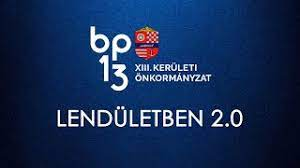 bp
13
XIII. KERÜLETI
ÖNKORMÁNYZAT
LENDÜLETBEN 2.0